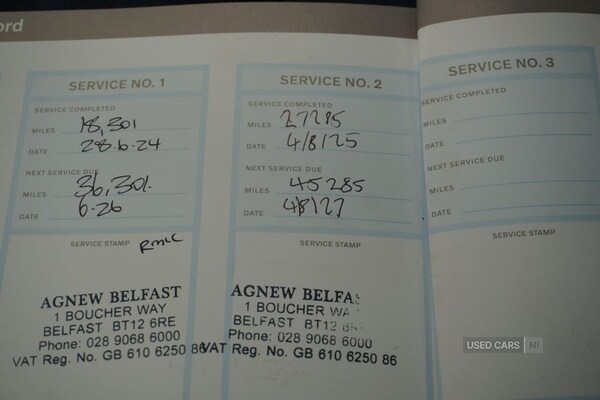 ord
SERVICE NO. 1
SERVICE COMPLETED
MILES 18,301
DATE 28.6.24
NEXT SERVICE DUE
MILES 36,301.
DATE 6.26
SERVICE STAMP
AGNEW BELFAST
1 BOUCHER WAY
BELFAST BT12 6RE
Phone: 028 9068 6000
VAT Reg. No. GB 610 6250 86
SERVICE NO. 2
SERVICE COMPLETED
MILES 27285
DATE 4/8/25
NEXT SERVICE DUE
MILES 45285
DATE 4/8/27
SERVICE STAMP
AGNEW BELFAS
1 BOUCHER WA
BELFAST BT12
Phone: 028 9068 6000
VAT Reg. No. GB 610 6250 86
SERVICE NO. 3
SERVICE COMPLETED
MILES
DATE
NEXT SERVICE DUE
MILES
DATE
SERVICE STAMP
USED CARS NI